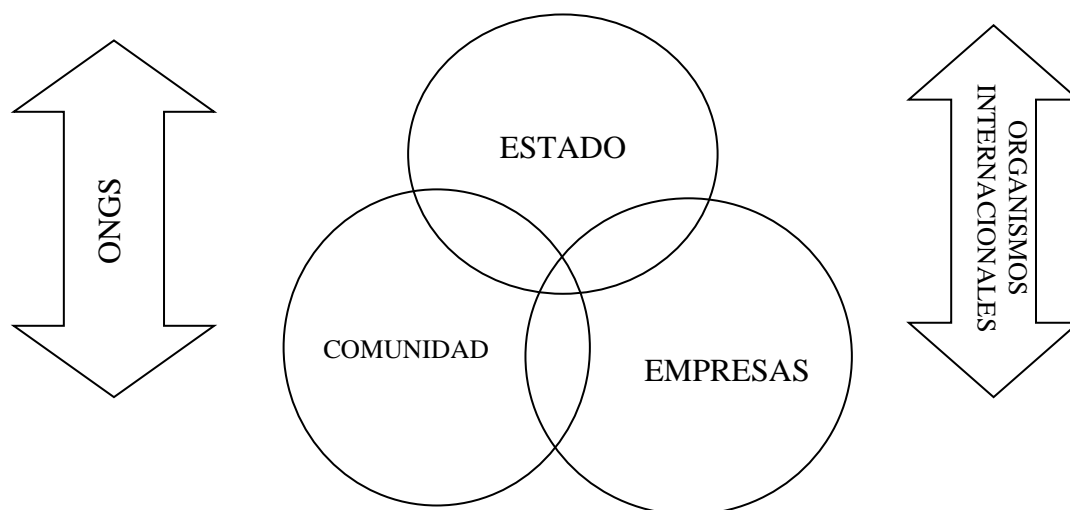 ONGS
ESTADO
COMUNIDAD
EMPRESAS
ORGANISMOS
INTERNACIONALES